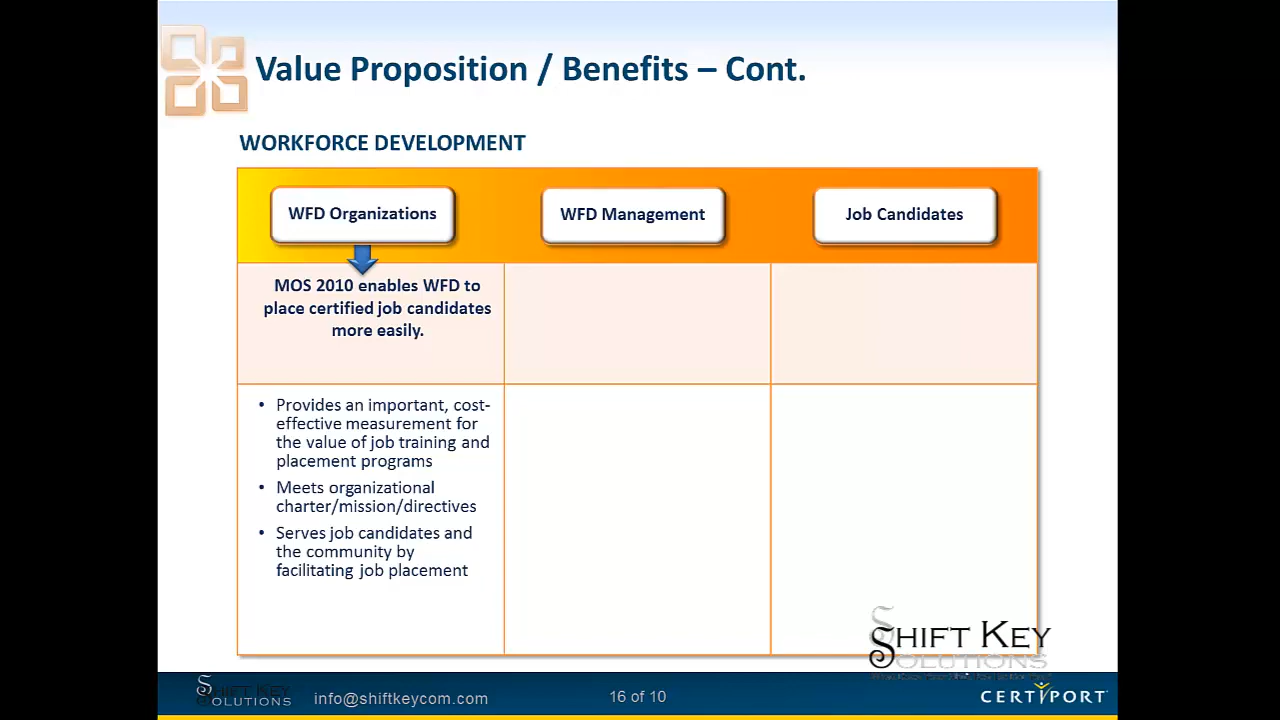 Value Proposition / Benefits – Cont.
WORKFORCE DEVELOPMENT
WFD Organizations
WFD Management
Job Candidates
MOS 2010 enables WFD to
place certified job candidates
more easily.
• Provides an important, cost-
effective measurement for
the value of job training and
placement programs
• Meets organizational
charter/mission/directives
• Serves job candidates and
the community by
facilitating job placement
SHIFT KEY
SOLUTIONS
SHIFT KEY
SOLUTIONS
info@shiftkeycom.com
16 of 10
CERTIPORT